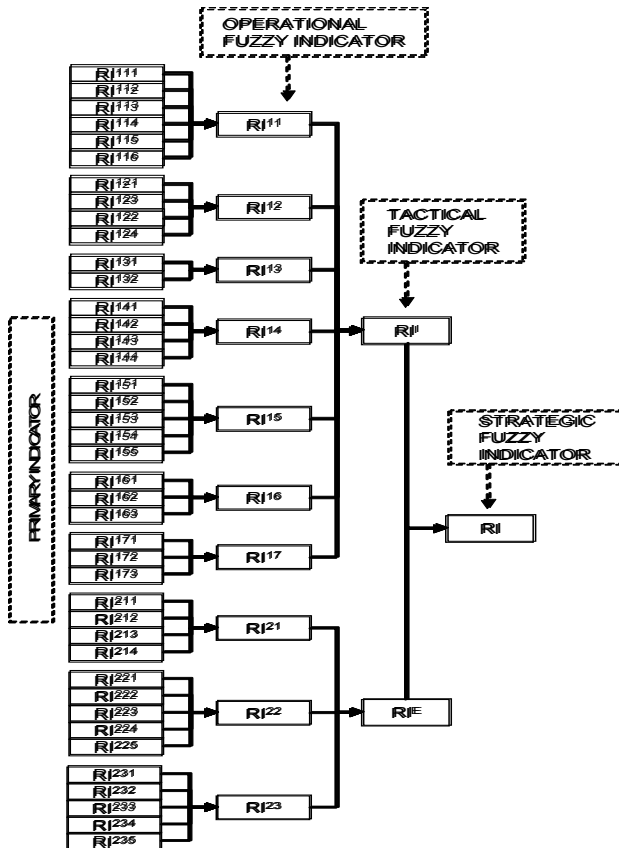 OPERATIONAL
FUZZY INDICATOR
RI111
RI112
RI113
RI114
RI115
RI116
RI11
RI121
RI123
RI122
RI124
RI12
TACTICAL
FUZZY
INDICATOR
RI131
RI132
RI13
RI141
RI142
RI143
RI144
RI14
RII
PRIMARY INDICATOR
RI151
RI152
RI153
RI154
RI155
RI15
STRATEGIC
FUZZY
INDICATOR
RI161
RI162
RI163
RI16
RI
RI171
RI172
RI173
RI17
RI211
RI212
RI213
RI214
RI21
RI221
RI222
RI223
RI224
RI225
RI22
RIE
RI231
RI232
RI233
RI234
RI235
RI23